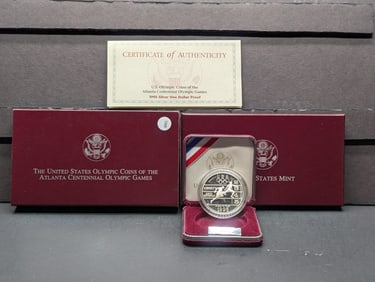 CERTIFICATE of AUTHENTICITY
U.S. Olympic Coins of the
Atlanta Centennial Olympic Games
Silver One Dollar Proof
THE UNITED STATES OLYMPIC COINS OF THE
ATLANTA CENTENNIAL OLYMPIC GAMES
STATES MINT